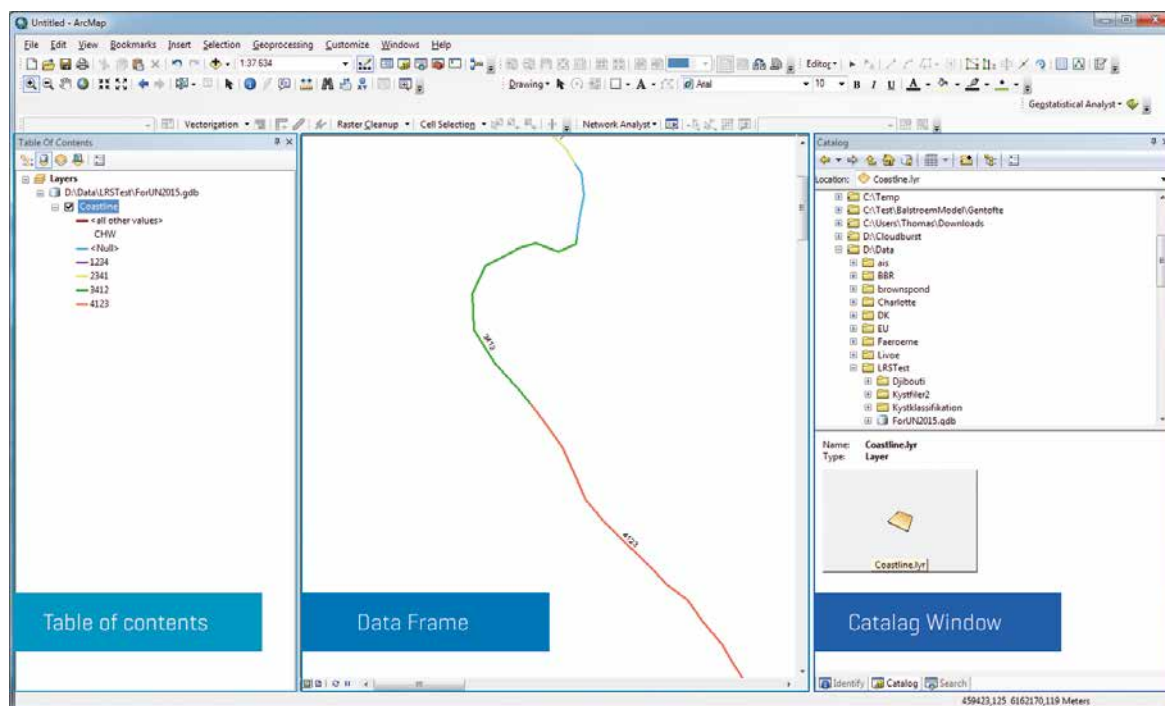 Untitled - ArcMap
File Edit View Bookmarks Insert Selection Geoprocessing Customize Windows Help
1:37 634
Editor
Drawing A Arial 10 B I U A
Geostatistical Analyst
Vectorization Raster Cleanup Cell Selection Network Analyst
Table Of Contents
Layers
D:\Data\LRSTest\ForUN2015.gdb
Coastline
<all other values>
CHW
<Null>
1234
2341
3412
4123
Table of contents
3412
4123
Data Frame
Catalog
Location: Coastline.lyr
C:\Temp
C:\Test\BalstroemModel\Gentofte
C:\Users\Thomas\Downloads
D:\Cloudburst
D:\Data
ais
BBR
brownspond
Charlotte
DK
EU
Faeroerne
Livoe
LRSTest
Djibouti
Kystfiler2
Kystklassifikation
ForUN2015.gdb
Name: Coastline.lyr
Type: Layer
Coastline.lyr
Catalag Window
Identify Catalog Search
459423,125 6162170,119 Meters